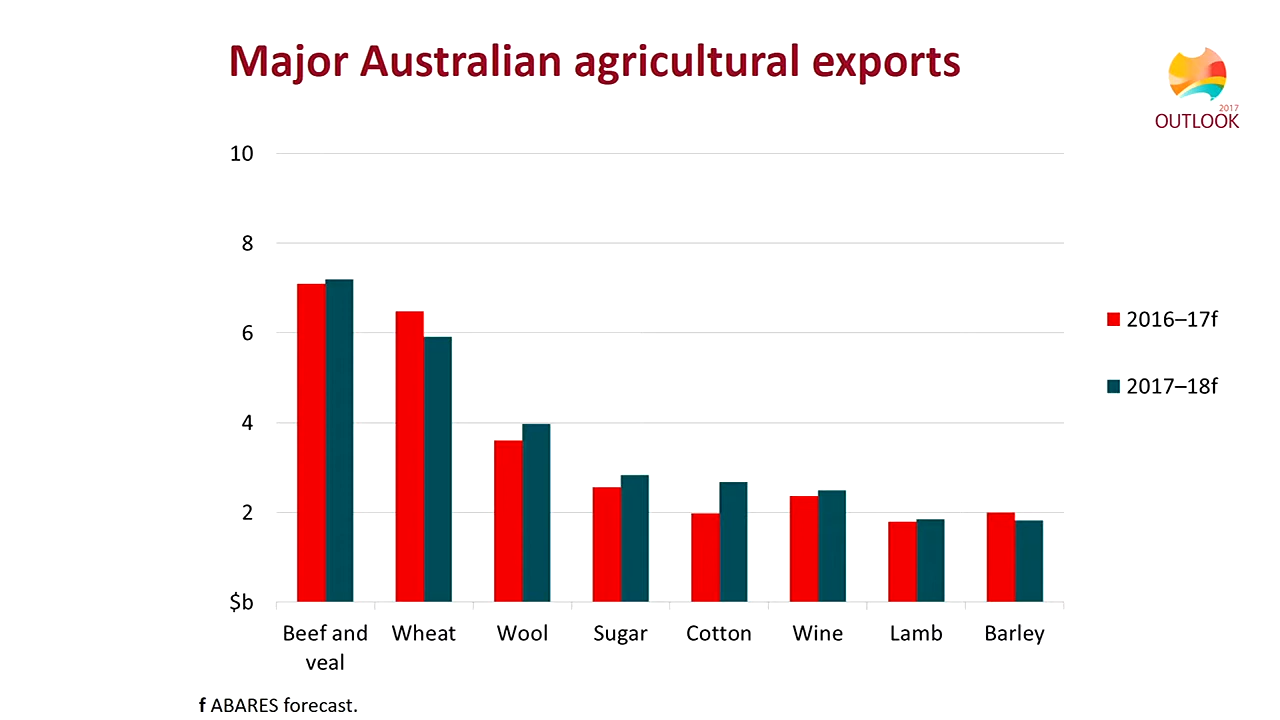 Major Australian agricultural exports
2017
OUTLOOK
10
8
6
4
2
$b
Beef and veal
Wheat
Wool
Sugar
Cotton
Wine
Lamb
Barley
2016–17f
2017–18f
f ABARES forecast.